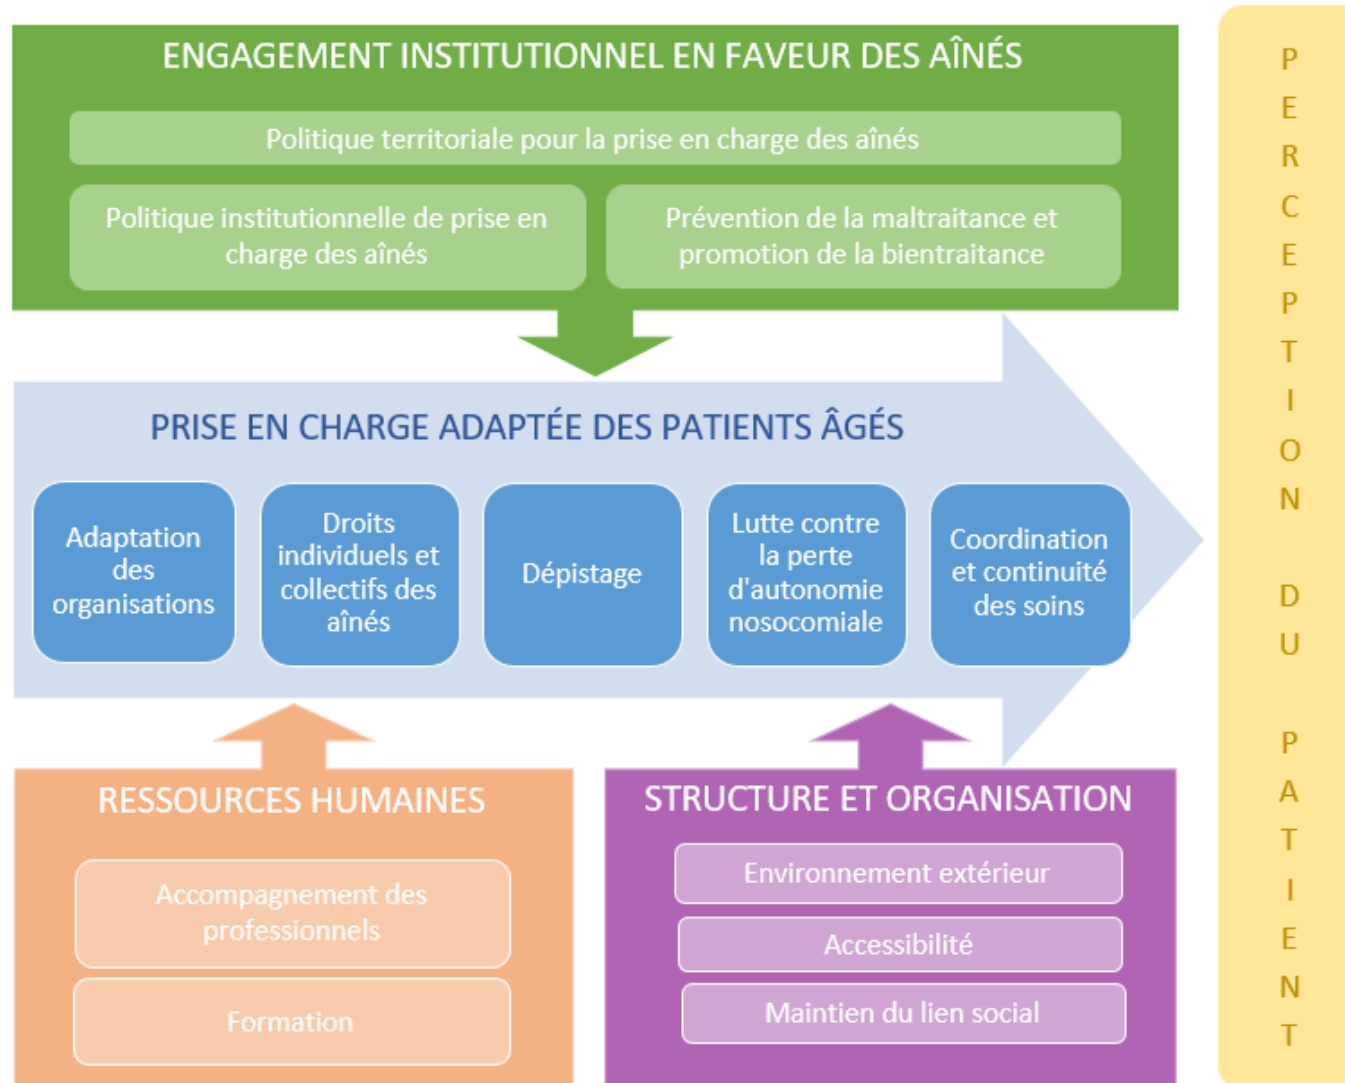 ENGAGEMENT INSTITUTIONNEL EN FAVEUR DES AÎNÉS
Politique territoriale pour la prise en charge des aînés
Politique institutionnelle de prise en
charge des aînés
Prévention de la maltraitance et
promotion de la bientraitance
PRISE EN CHARGE ADAPTÉE DES PATIENTS ÂGÉS
Adaptation
des
organisations
Droits
individuels et
collectifs des
aînés
Dépistage
Lutte contre
la perte
d'autonomie
nosocomiale
Coordination
et continuité
des soins
RESSOURCES HUMAINES
Accompagnement des
professionnels
Formation
STRUCTURE ET ORGANISATION
Environnement extérieur
Accessibilité
Maintien du lien social
PERCEPTION DU PATIENT